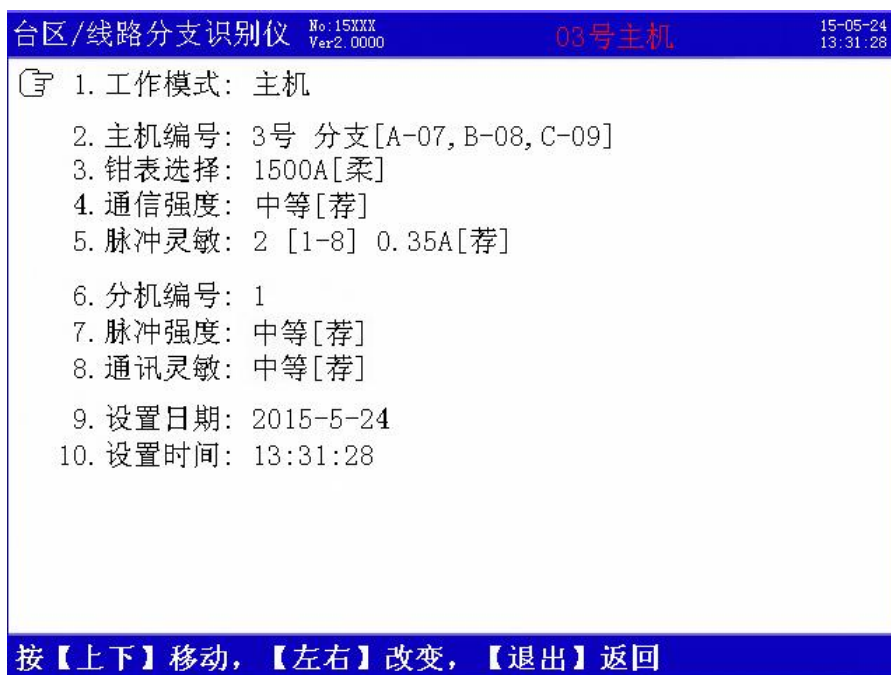 台区/线路分支识别仪 No:15XXX 03号主机 15-05-24
Ver2.0000 13:31:28
1.工作模式: 主机
2.主机编号: 3号 分支[A-07,B-08,C-09]
3.钳表选择: 1500A[柔]
4.通信强度: 中等[荐]
5.脉冲灵敏: 2 [1-8] 0.35A[荐]
6.分机编号: 1
7.脉冲强度: 中等[荐]
8.通讯灵敏: 中等[荐]
9.设置日期: 2015-5-24
10.设置时间: 13:31:28
按【上下】移动，【左右】改变，【退出】返回